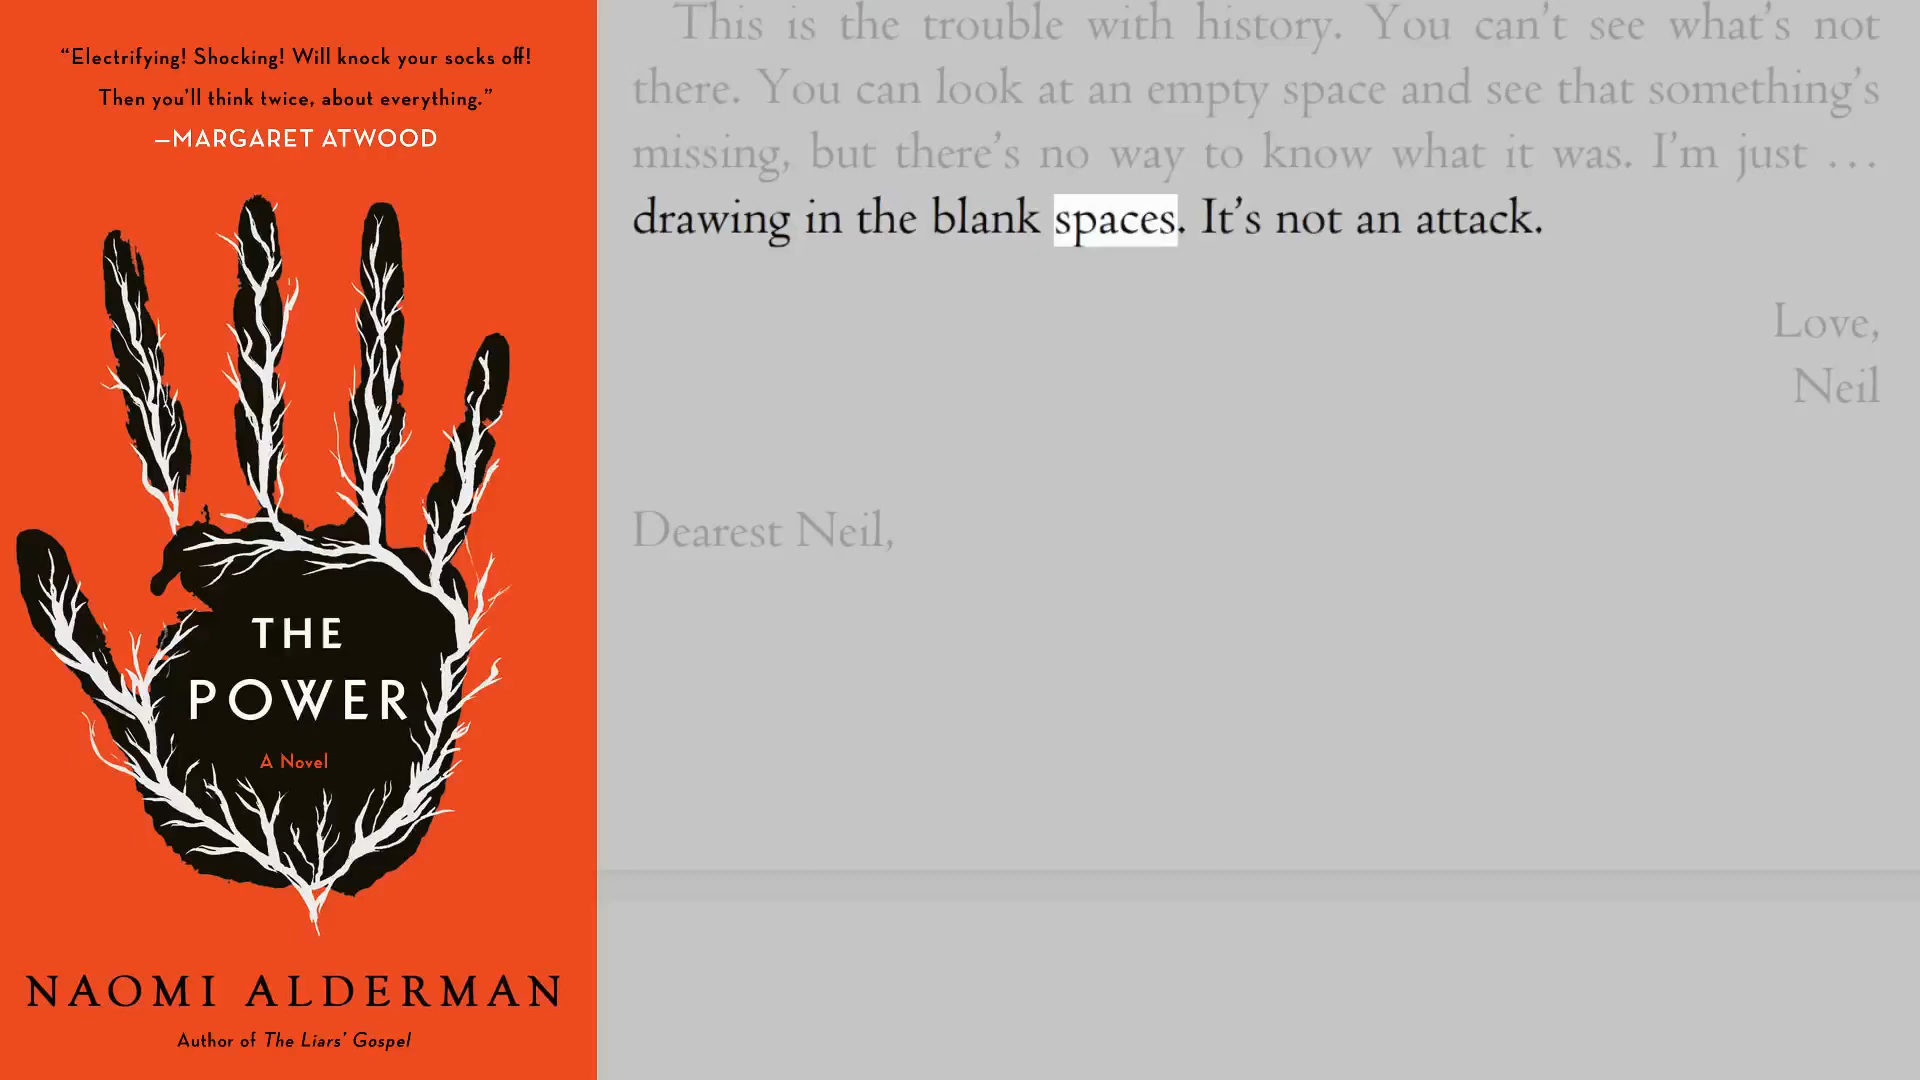 “Electrifying! Shocking! Will knock your socks off!
Then you’ll think twice, about everything.”
—MARGARET ATWOOD
THE
POWER
A Novel
NAOMI ALDERMAN
Author of The Liars’ Gospel
This is the trouble with history. You can’t see what’s not
there. You can look at an empty space and see that something’s
missing, but there’s no way to know what it was. I’m just …
drawing in the blank spaces. It’s not an attack.
Love,
Neil
Dearest Neil,